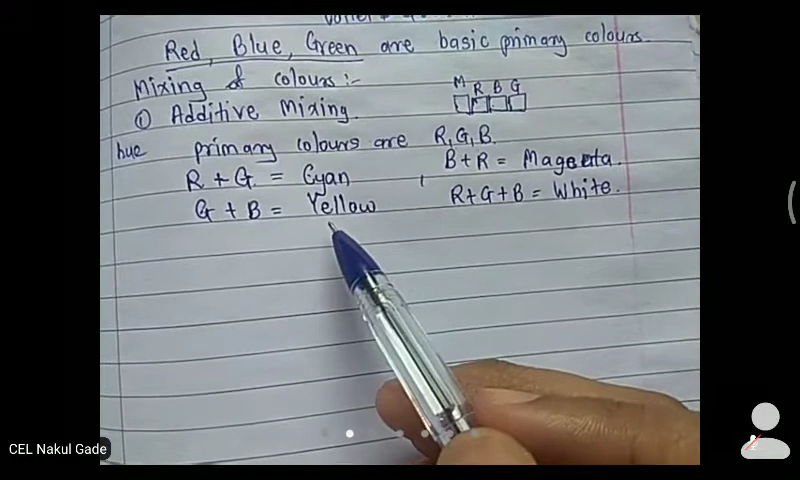 Red, Blue, Green are basic primary colours.
Mixing of colours :-
① Additive Mixing.
M R B G
hue primary colours are R, G, B.
R + G = Cyan , B + R = Magenta.
G + B = Yellow R+G+B = White.
CEL Nakul Gade